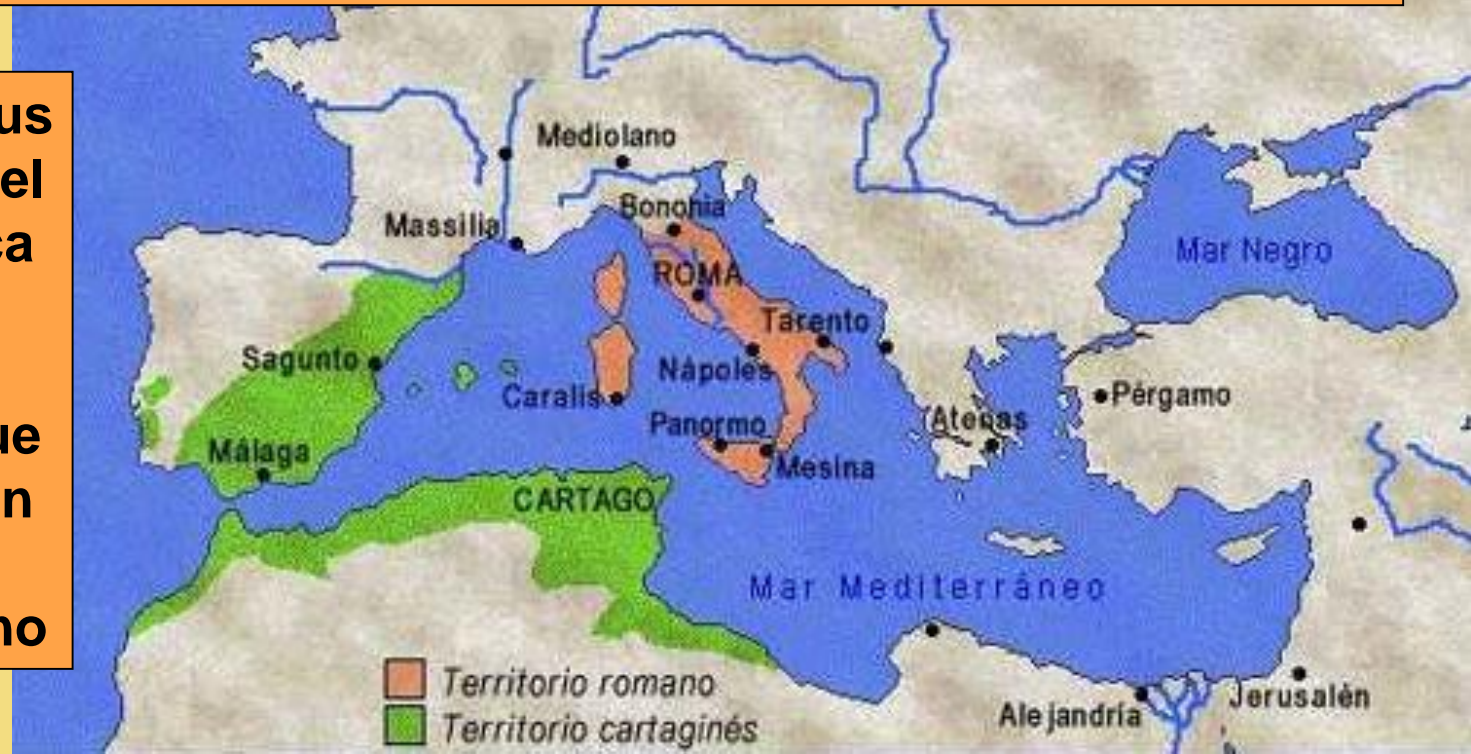 us
el
ca
ue
n
no
Mediolano
Bonohia
Massilia
Mar Negro
ROMA
Tarento
Sagunto
Nápoles
Caralis
Pérgamo
Panormo
Atenas
Málaga
Mesina
CARTAGO
Mar Mediterráneo
Territorio romano
Territorio cartaginés
Alejandría
Jerusalén